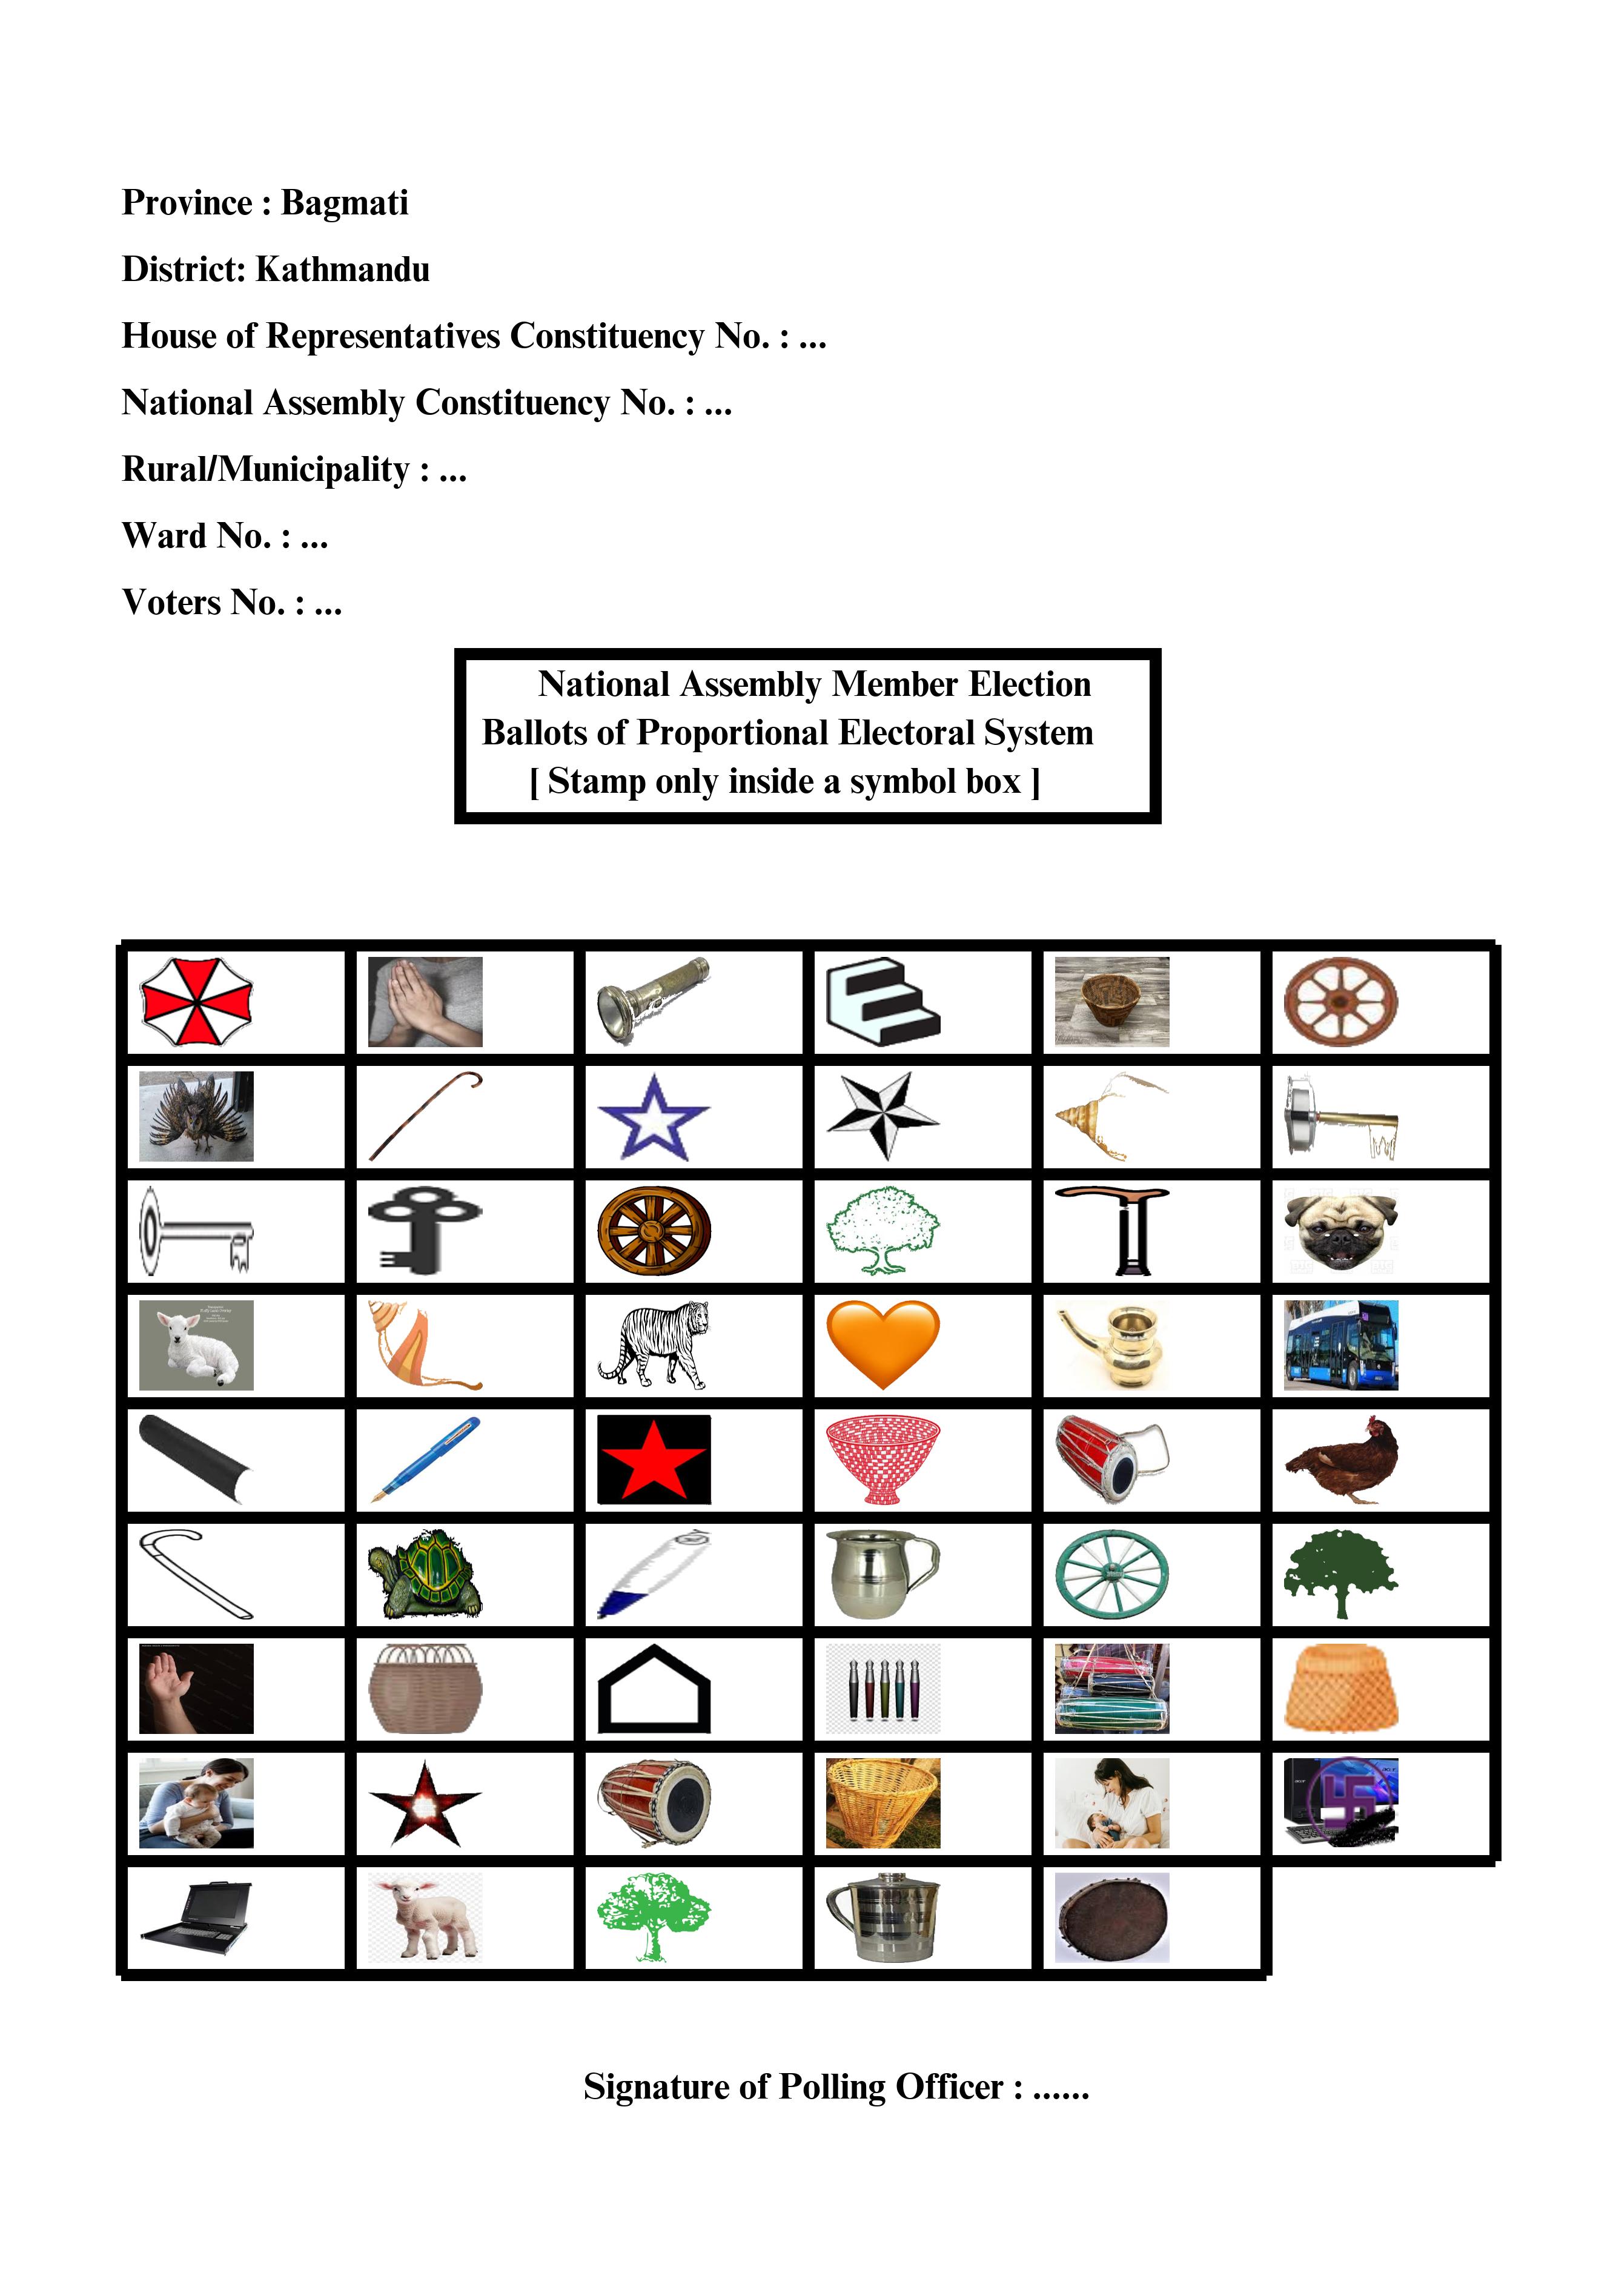 Province : Bagmati
District: Kathmandu
House of Representatives Constituency No. : ...
National Assembly Constituency No. : ...
Rural/Municipality : ...
Ward No. : ...
Voters No. : ...
National Assembly Member Election
Ballots of Proportional Electoral System
[ Stamp only inside a symbol box ]
Signature of Polling Officer : ......